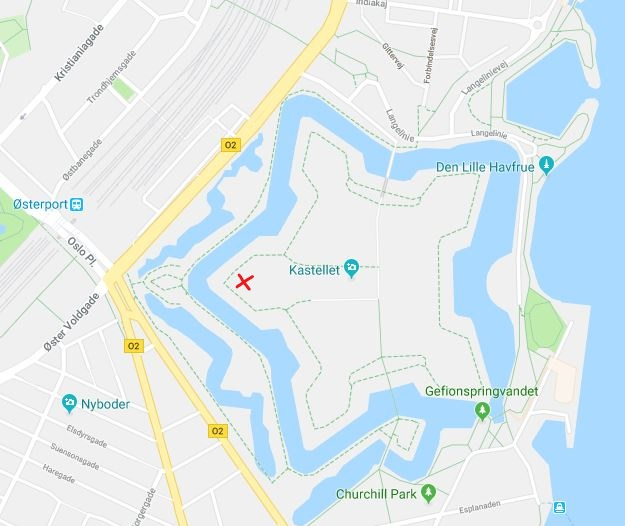 Indiakaj
Kristianiagade
Gittervej
Forbindelsesvej
Langelinievej
Trondhjemsgade
Langelinie
Langelinie
O2
Østbanegade
Den Lille Havfrue
Østerport
Oslo Pl.
Kastellet
Øster Voldgade
O2
Nyboder
Gefionspringvandet
O2
Elsdyrsgade
Suensonsgade
Haregade
Churchill Park
Esplanaden